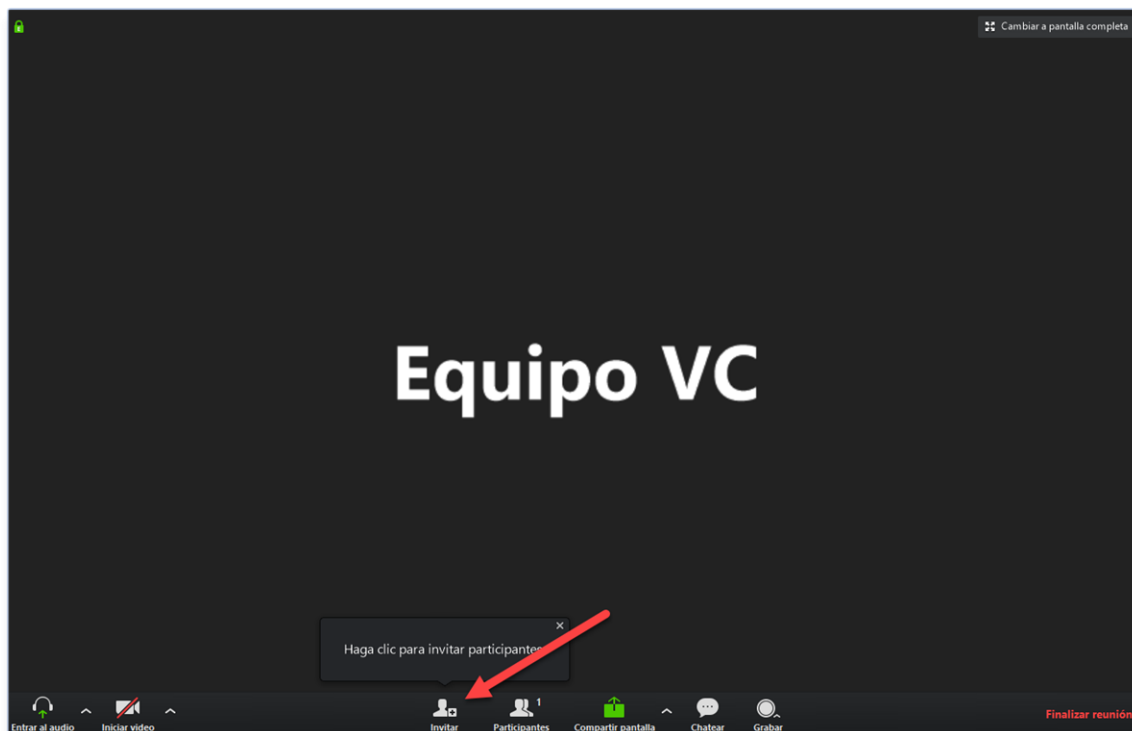 Cambiar a pantalla completa
Equipo VC
Haga clic para invitar participantes
1
Entrar al audio
Iniciar video
Invitar
Participantes
Compartir pantalla
Chatear
Grabar
Finalizar reunión